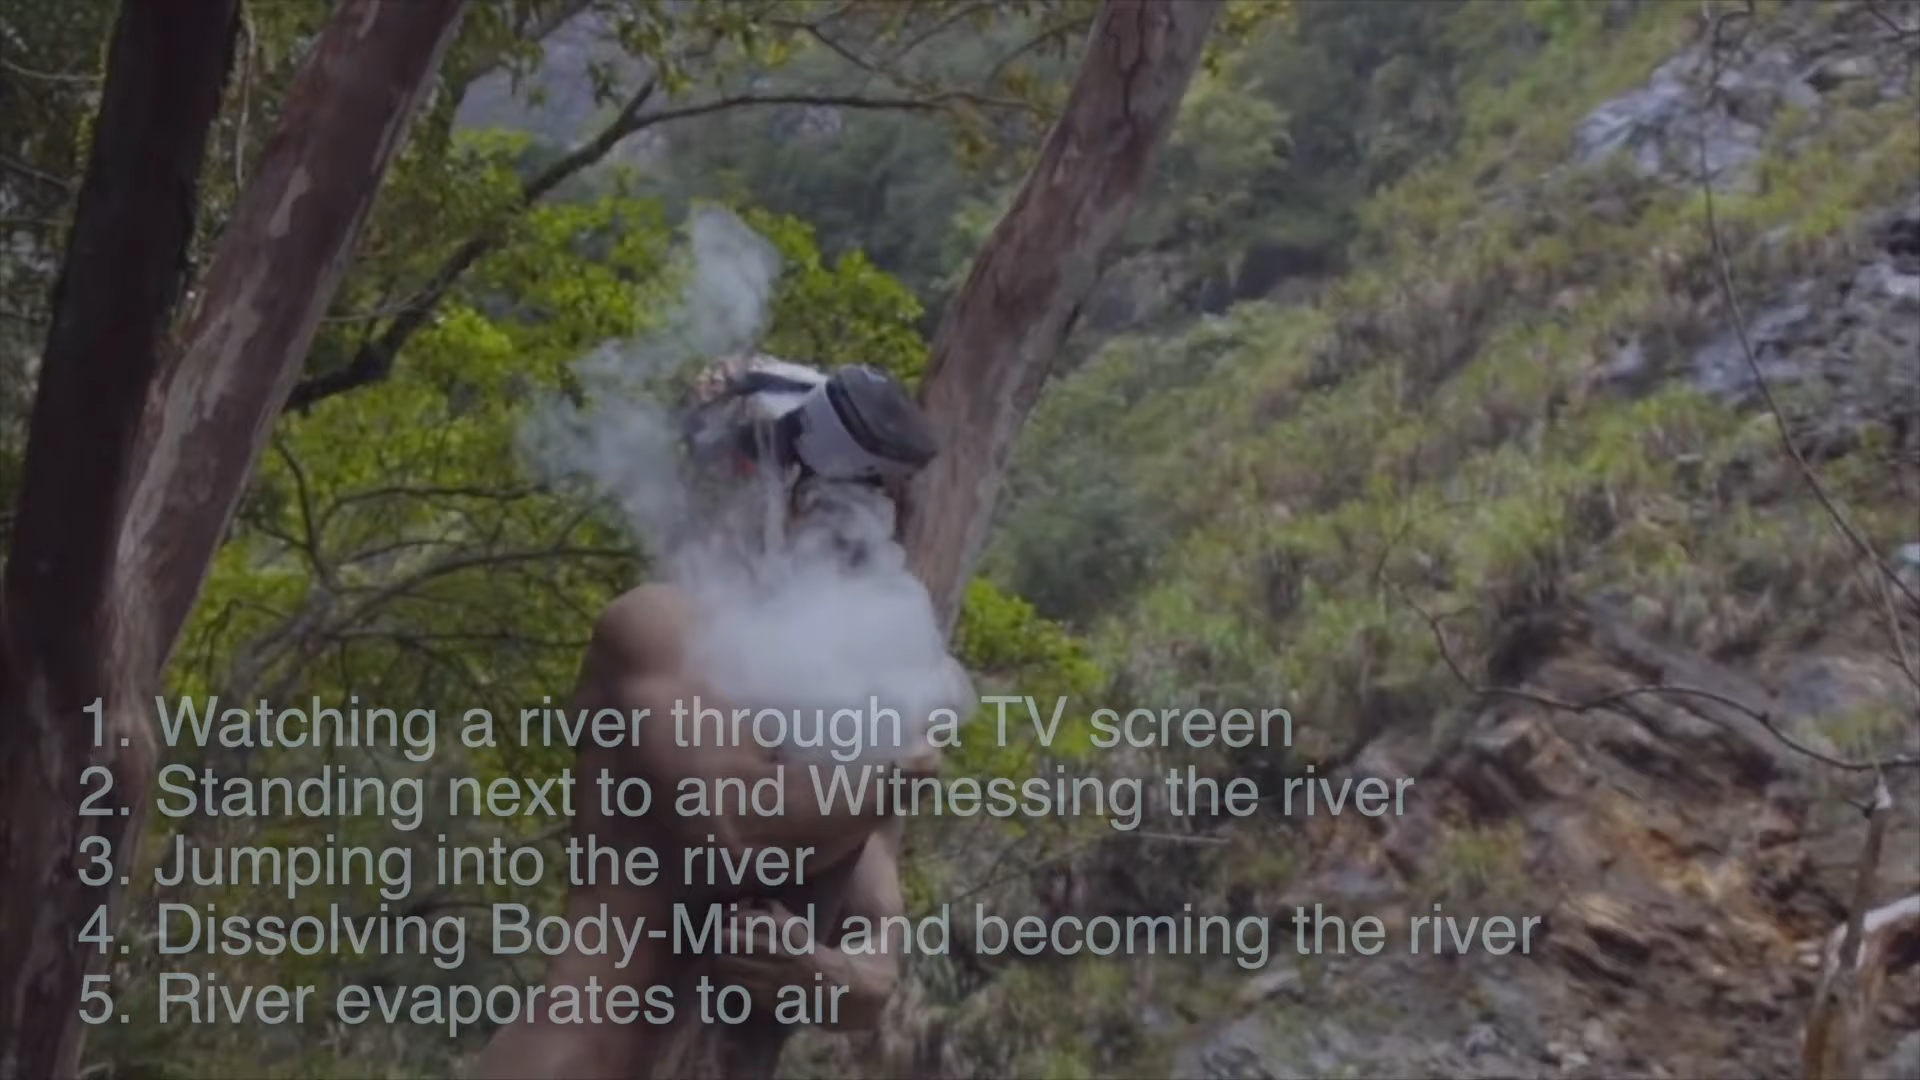 1. Watching a river through a TV screen
2. Standing next to and Witnessing the river
3. Jumping into the river
4. Dissolving Body-Mind and becoming the river
5. River evaporates to air